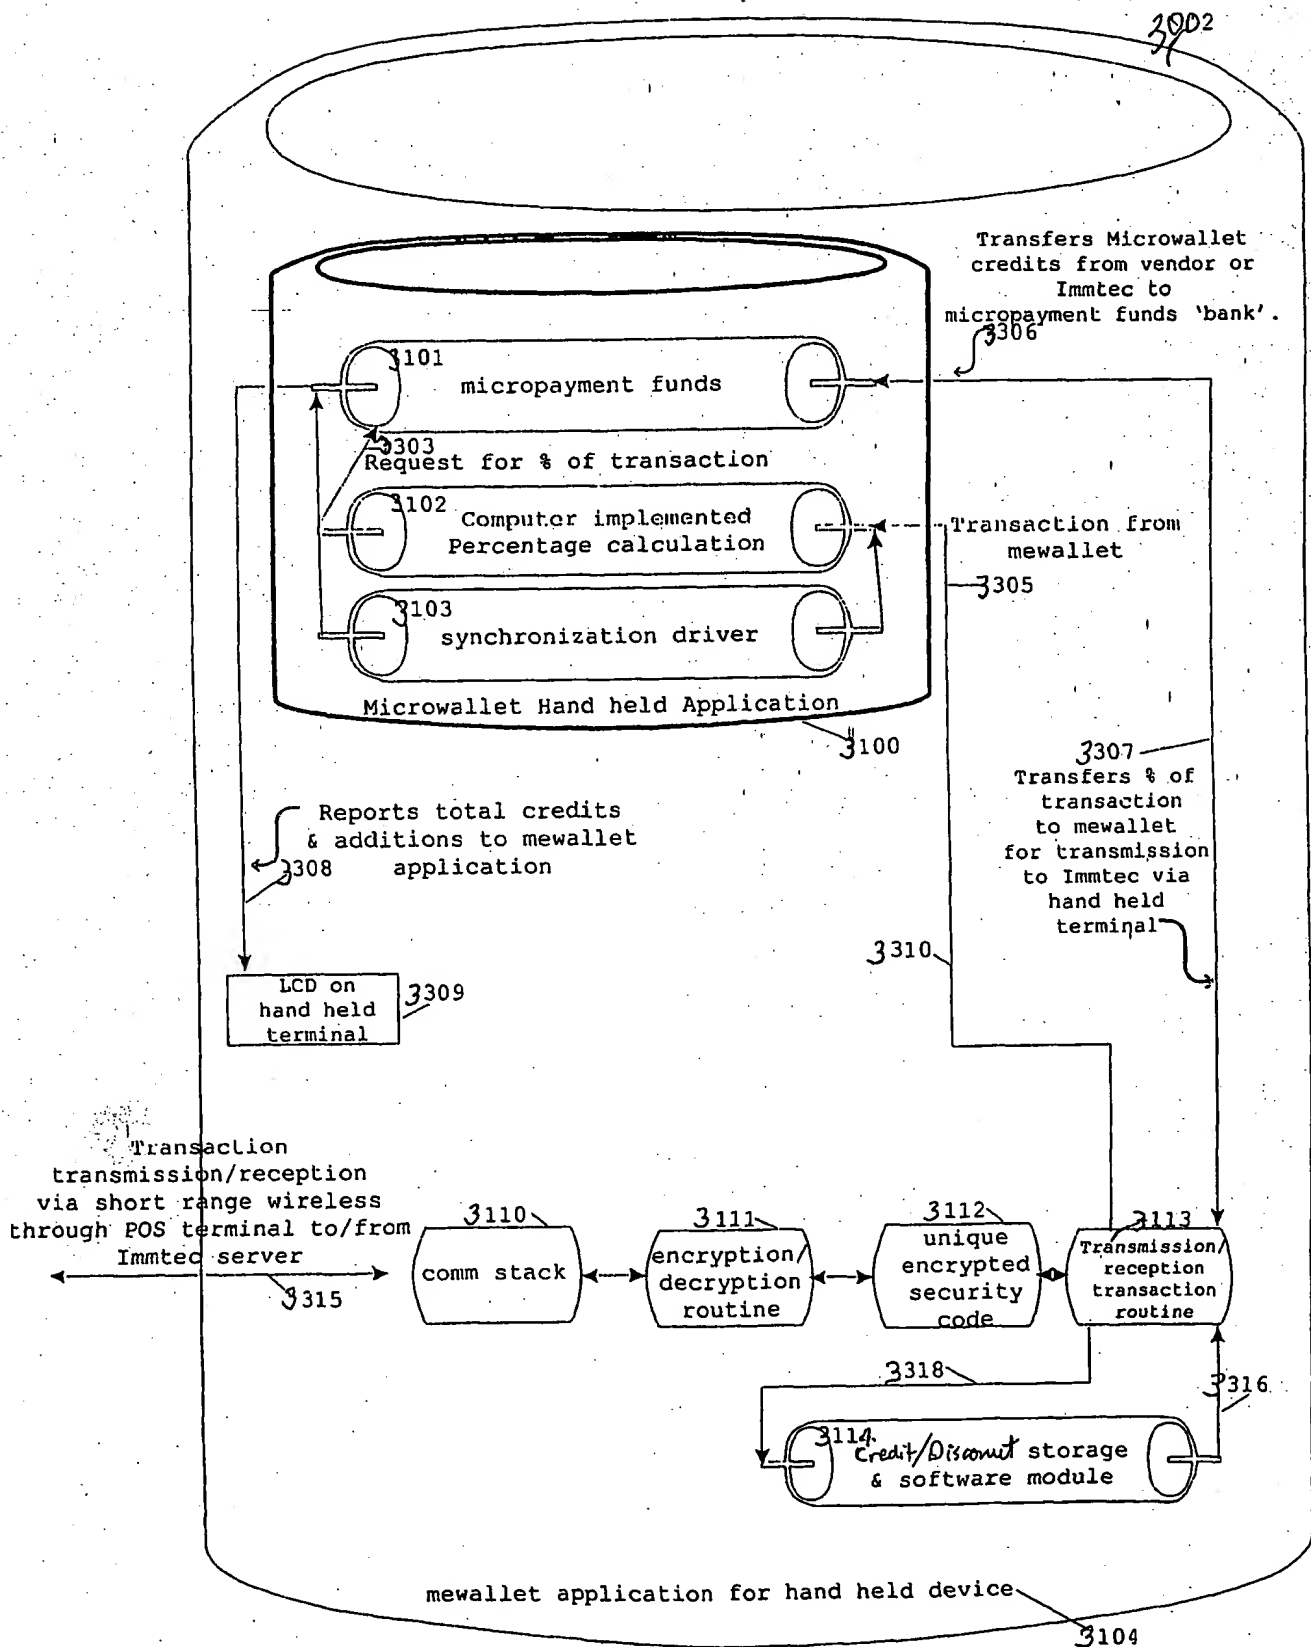 3002
Transfers Microwallet
credits from vendor or
Immtec to
micropayment funds 'bank'.
3306
3101
micropayment funds
3303
Request for % of transaction
3102
Computer implemented
Percentage calculation
Transaction from
mewallet
3305
3103
synchronization driver
Microwallet Hand held Application
3100
3307
Transfers % of
transaction
to mewallet
for transmission
to Immtec via
hand held
terminal
Reports total credits
& additions to mewallet
application
3308
3310
LCD on
hand held
terminal
3309
Transaction
transmission/reception
via short range wireless
through POS terminal to/from
Immtec server
3315
3110
comm stack
3111
encryption/
decryption
routine
3112
unique
encrypted
security
code
3113
Transmission/
reception
transaction
routine
3318
3316
3114.
Credit/Discount storage
& software module
mewallet application for hand held device
3104